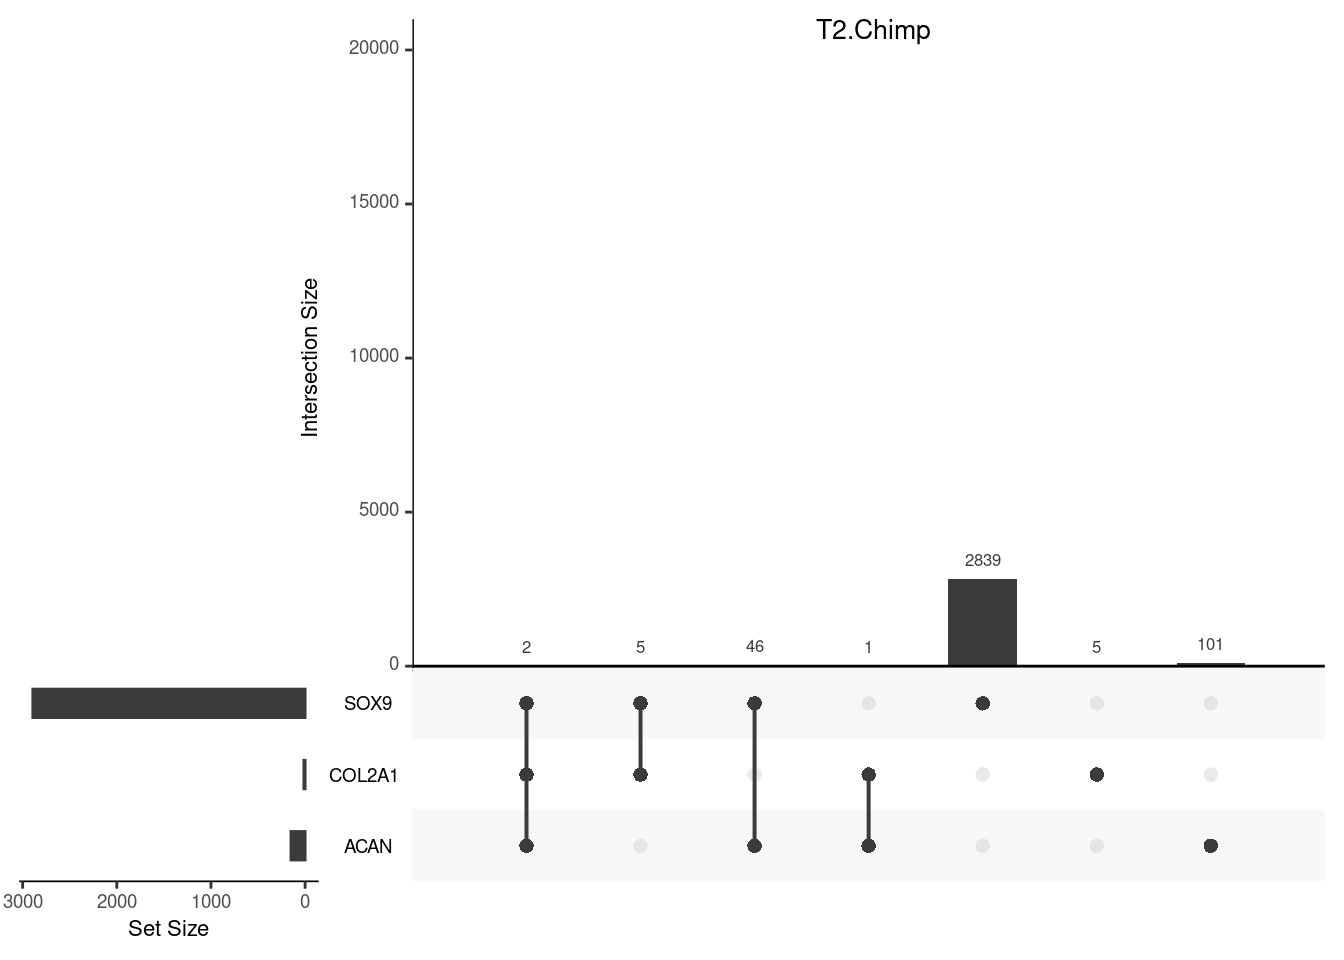 T2.Chimp
20000
15000
10000
5000
0
Intersection Size
2 5 46 1 2839 5 101
SOX9
COL2A1
ACAN
3000 2000 1000 0
Set Size